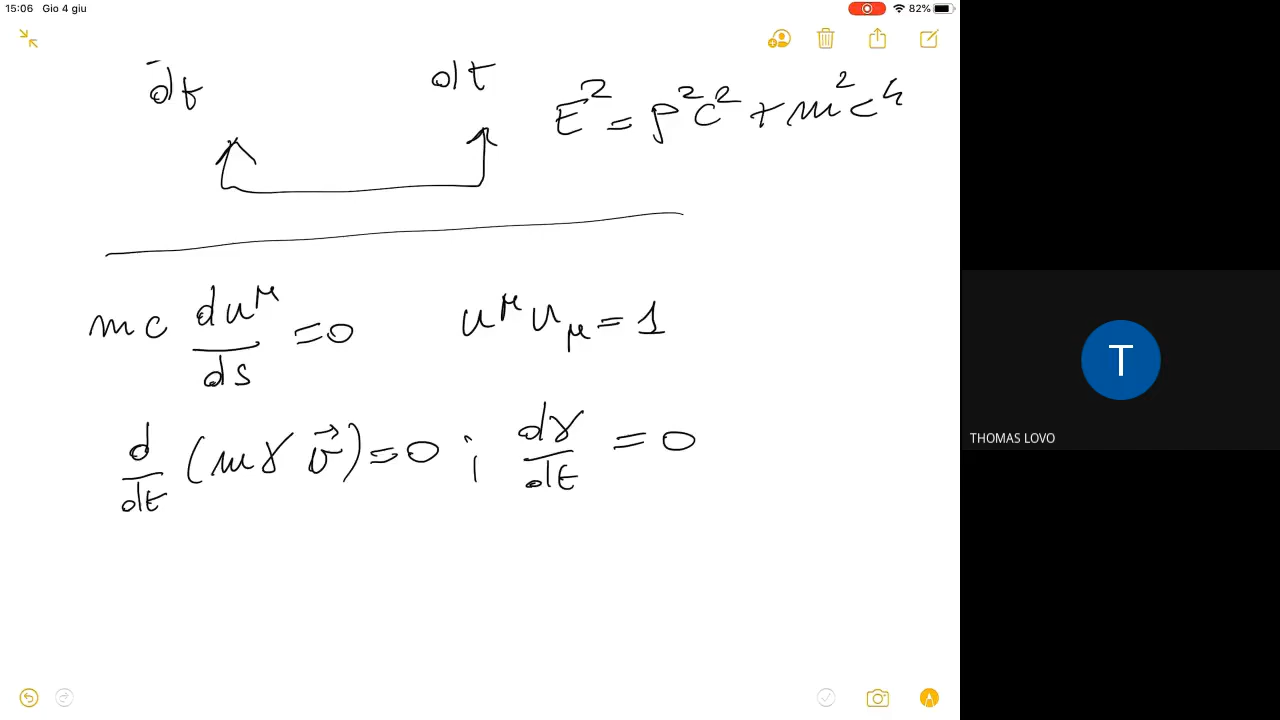 15:06 Gio 4 giu 82%
dt dt
E² = p²c² + m²c⁴
mc du^μ/ds = 0 u^μ u_μ = 1
d/dt (mγ v⃗) = 0 ; dγ/dt = 0
T
THOMAS LOVO